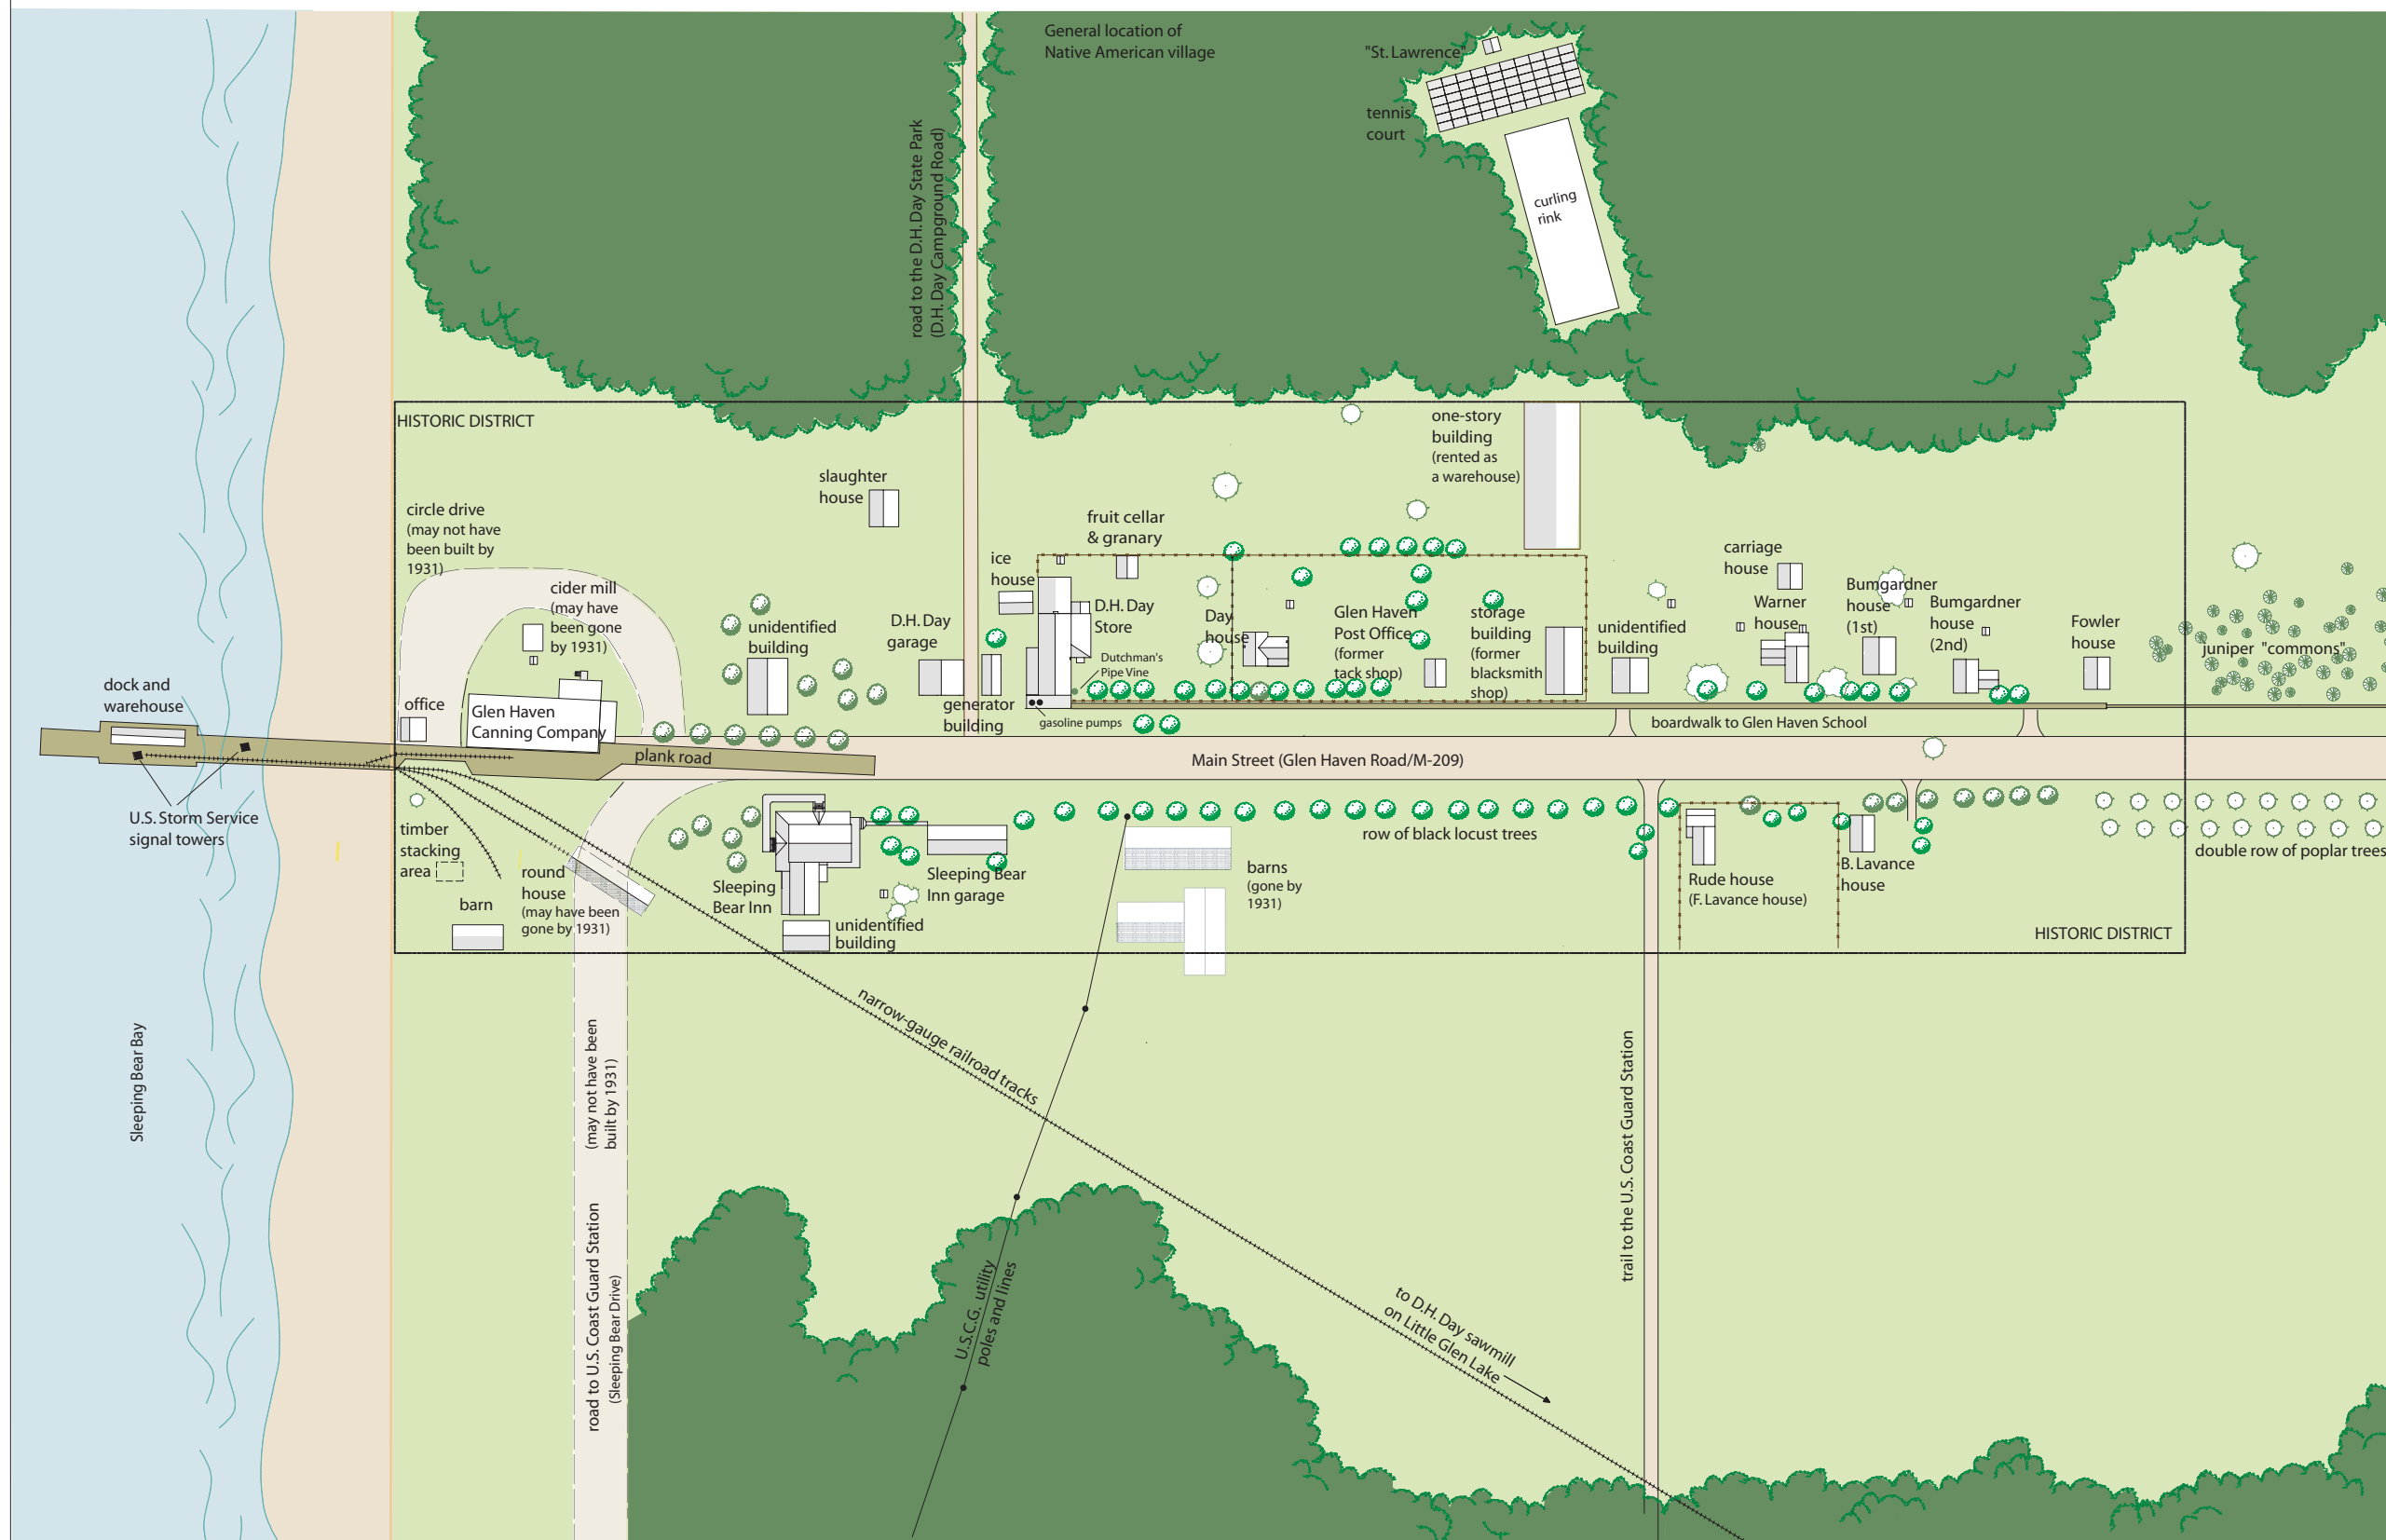 General location of
Native American village
"St. Lawrence"
tennis
court
curling
rink
road to the D.H. Day State Park
(D.H. Day Campground Road)
HISTORIC DISTRICT
one-story
building
(rented as
a warehouse)
slaughter
house
circle drive
(may not have
been built by
1931)
fruit cellar
& granary
ice
house
carriage
house
cider mill
(may have
been gone
by 1931)
unidentified
building
D.H. Day
garage
D.H. Day
Store
Dutchman's
Pipe Vine
Day
house
Glen Haven
Post Office
(former
tack shop)
storage
building
(former
blacksmith
shop)
unidentified
building
Warner
house
Bumgardner
house
(1st)
Bumgardner
house
(2nd)
Fowler
house
juniper "commons"
dock and
warehouse
office
Glen Haven
Canning Company
generator
building
gasoline pumps
boardwalk to Glen Haven School
plank road
Main Street (Glen Haven Road/M-209)
U.S. Storm Service
signal towers
timber
stacking
area
round
house
(may have been
gone by 1931)
barn
Sleeping
Bear Inn
Sleeping Bear
Inn garage
unidentified
building
barns
(gone by
1931)
row of black locust trees
Rude house
(F. Lavance house)
B. Lavance
house
double row of poplar trees
HISTORIC DISTRICT
Sleeping Bear Bay
(may not have been
built by 1931)
road to U.S. Coast Guard Station
(Sleeping Bear Drive)
narrow-gauge railroad tracks
U.S.C.G. utility
poles and lines
to D.H. Day sawmill
on Little Glen Lake
trail to the U.S. Coast Guard Station